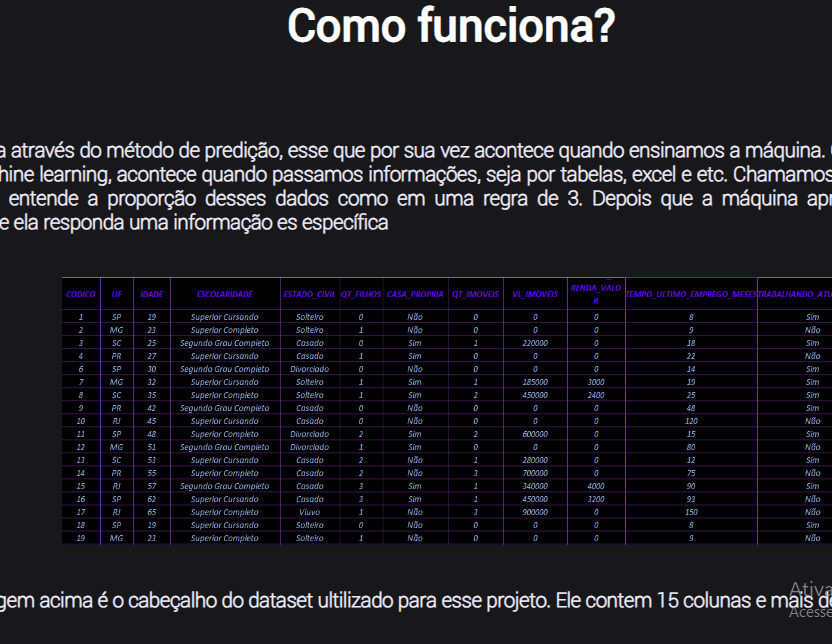 Como funciona?
a através do método de predição, esse que por sua vez acontece quando ensinamos a máquina.
hine learning, acontece quando passamos informações, seja por tabelas, excel e etc. Chamamos
entende a proporção desses dados como em uma regra de 3. Depois que a máquina apr
e ela responda uma informação es específica
CODICO UF IDADE ESCOLARIDADE ESTADO_CIVIL QT_FILHOS CASA_PROPRIA QT_IMOVEIS VL_IMOVEIS RENDA_VALO TEMPO_ULTIMO_EMPREGO_MESES TRABALHANDO_ATU
R
1 SP 19 Superior Cursando Solteiro 0 Não 0 0 0 8 Sim
2 MG 23 Superior Completo Solteiro 1 Não 0 0 0 9 Não
3 SC 25 Segundo Grau Completo Casado 0 Sim 1 220000 0 18 Sim
4 PR 27 Superior Cursando Casado 1 Sim 0 0 0 22 Não
6 SP 30 Segundo Grau Completo Divorciado 0 Não 0 0 0 14 Sim
7 MG 32 Superior Cursando Solteiro 1 Sim 1 185000 3000 19 Sim
8 SC 35 Superior Completo Solteiro 1 Sim 2 450000 2400 25 Sim
9 PR 42 Segundo Grau Completo Casado 0 Não 0 0 0 48 Sim
10 RJ 45 Superior Cursando Casado 0 Não 0 0 0 120 Não
11 SP 48 Superior Completo Divorciado 2 Sim 2 600000 0 15 Sim
12 MG 51 Segundo Grau Completo Divorciado 1 Sim 0 0 0 80 Não
13 SC 53 Superior Cursando Casado 2 Não 1 280000 0 12 Sim
14 PR 55 Superior Completo Casado 2 Não 3 700000 0 75 Não
15 RJ 57 Segundo Grau Completo Casado 3 Sim 1 340000 4000 90 Sim
16 SP 62 Superior Cursando Casado 3 Sim 1 450000 3200 93 Não
17 RJ 65 Superior Completo Viuvo 1 Não 3 900000 0 150 Não
18 SP 19 Superior Cursando Solteiro 0 Não 0 0 0 8 Sim
19 MG 23 Superior Completo Solteiro 1 Não 0 0 0 9 Não
gem acima é o cabeçalho do dataset ultilizado para esse projeto. Ele contem 15 colunas e mais de
Ativa
Acesse